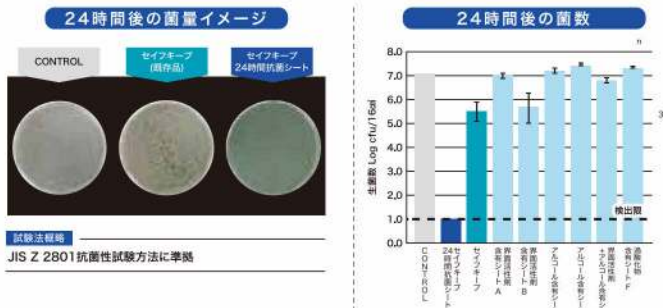 24時間後の菌量イメージ
CONTROL
セイフキープ
(既存品)
セイフキープ
24時間抗菌シート
試験法概略
JIS Z 2801抗菌性試験方法に準拠
24時間後の菌数
n
生菌数 Log cfu/16
8.0
7.0
6.0
5.0
4.0
3.0
2.0
1.0
0.0
検出限
3
CONTROL
セイフキープ
24時間抗菌シート
セイフキープ
界面活性剤
含有シートA
界面活性剤
含有シートB
アルコール含有シー
アルコール含有シー
界面活性剤
+アルコール含有シ
過酸化物
含有シートF